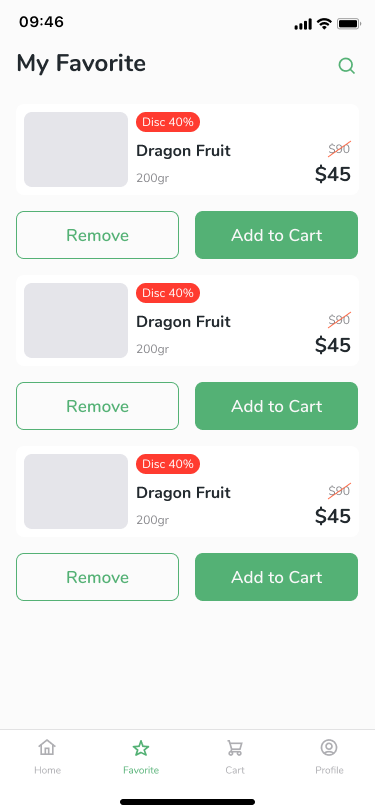 09:46
My Favorite
Disc 40%
Dragon Fruit
$90
200gr
$45
Remove
Add to Cart
Disc 40%
Dragon Fruit
$90
200gr
$45
Remove
Add to Cart
Disc 40%
Dragon Fruit
$90
200gr
$45
Remove
Add to Cart
Home
Favorite
Cart
Profile